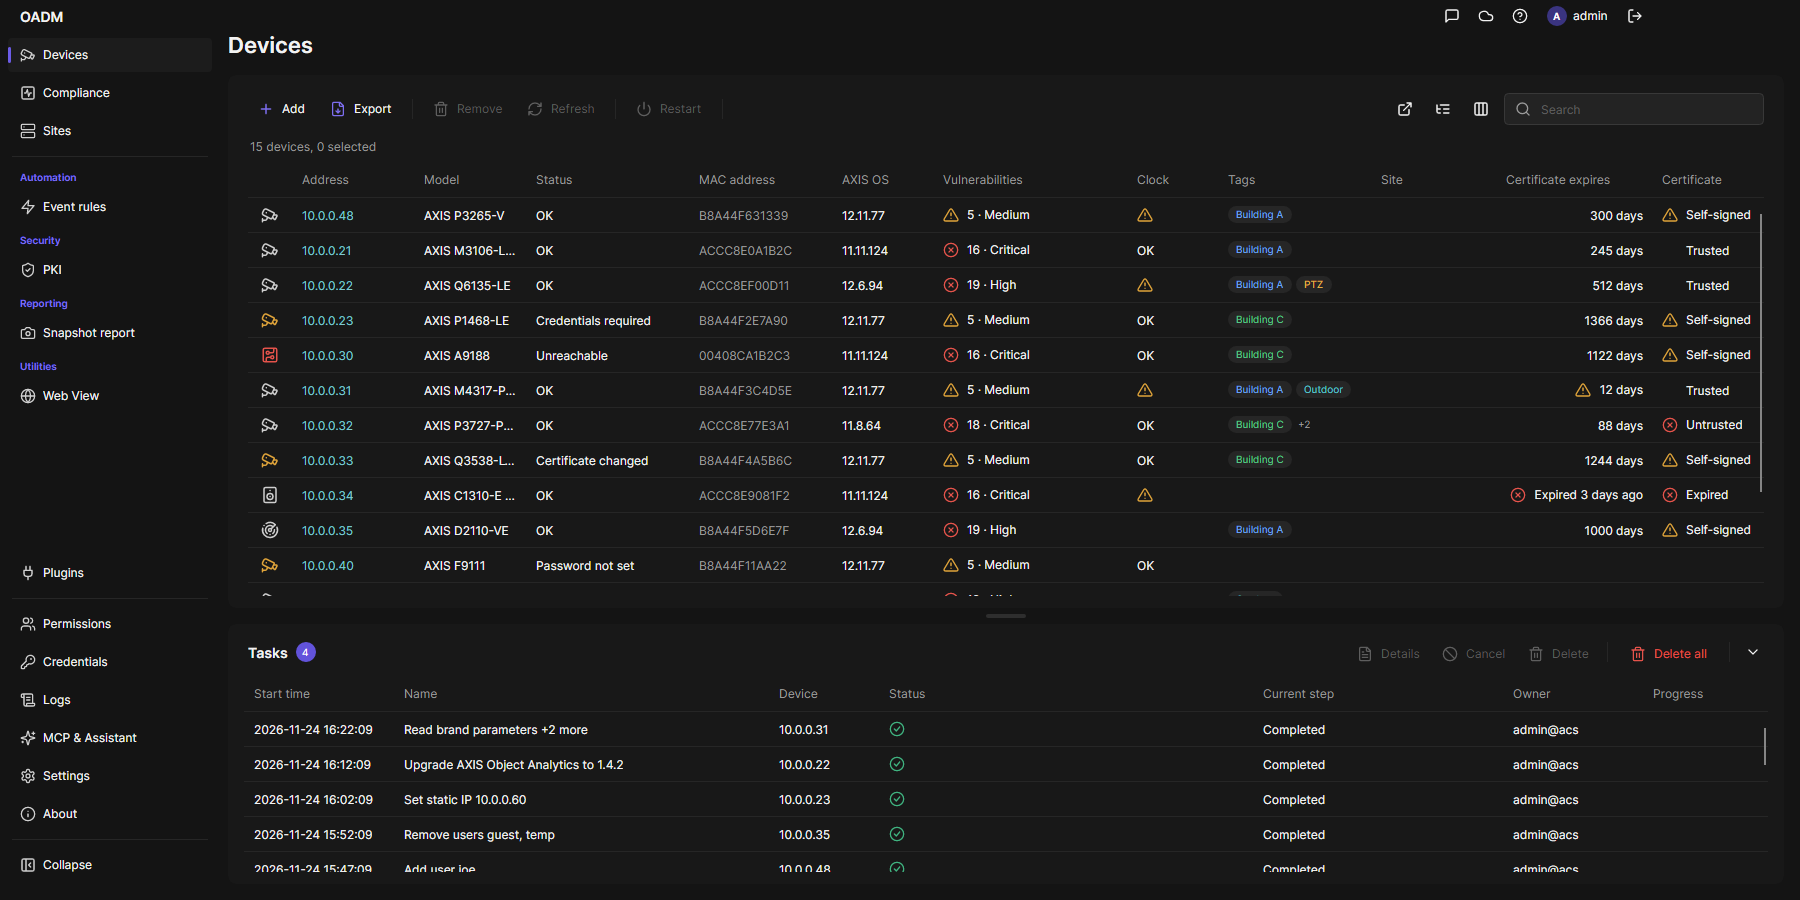 OADM
A admin
Devices
Compliance
Sites
Automation
Event rules
Security
PKI
Reporting
Snapshot report
Utilities
Web View
Plugins
Permissions
Credentials
Logs
MCP & Assistant
Settings
About
Collapse
Devices
Add Export Remove Refresh Restart Search
15 devices, 0 selected
Address Model Status MAC address AXIS OS Vulnerabilities Clock Tags Site Certificate expires Certificate
10.0.0.48 AXIS P3265-V OK B8A44F631339 12.11.77 5 · Medium Building A 300 days Self-signed
10.0.0.21 AXIS M3106-L... OK ACCC8E0A1B2C 11.11.124 16 · Critical OK Building A 245 days Trusted
10.0.0.22 AXIS Q6135-LE OK ACCC8EF00D11 12.6.94 19 · High Building A PTZ 512 days Trusted
10.0.0.23 AXIS P1468-LE Credentials required B8A44F2E7A90 12.11.77 5 · Medium OK Building C 1366 days Self-signed
10.0.0.30 AXIS A9188 Unreachable 00408CA1B2C3 11.11.124 16 · Critical OK Building C 1122 days Self-signed
10.0.0.31 AXIS M4317-P... OK B8A44F3C4D5E 12.11.77 5 · Medium Building A Outdoor 12 days Trusted
10.0.0.32 AXIS P3727-P... OK ACCC8E77E3A1 11.8.64 18 · Critical OK Building C +2 88 days Untrusted
10.0.0.33 AXIS Q3538-L... Certificate changed B8A44F4A5B6C 12.11.77 5 · Medium OK Building C 1244 days Self-signed
10.0.0.34 AXIS C1310-E ... OK ACCC8E9081F2 11.11.124 16 · Critical Expired 3 days ago Expired
10.0.0.35 AXIS D2110-VE OK B8A44F5D6E7F 12.6.94 19 · High Building A 1000 days Self-signed
10.0.0.40 AXIS F9111 Password not set B8A44F11AA22 12.11.77 5 · Medium OK
Tasks 4 Details Cancel Delete Delete all
Start time Name Device Status Current step Owner Progress
2026-11-24 16:22:09 Read brand parameters +2 more 10.0.0.31 Completed admin@acs
2026-11-24 16:12:09 Upgrade AXIS Object Analytics to 1.4.2 10.0.0.22 Completed admin@acs
2026-11-24 16:02:09 Set static IP 10.0.0.60 10.0.0.23 Completed admin@acs
2026-11-24 15:52:09 Remove users guest, temp 10.0.0.35 Completed admin@acs
2026-11-24 15:47:09 Add user joe 10.0.0.48 Completed admin@acs